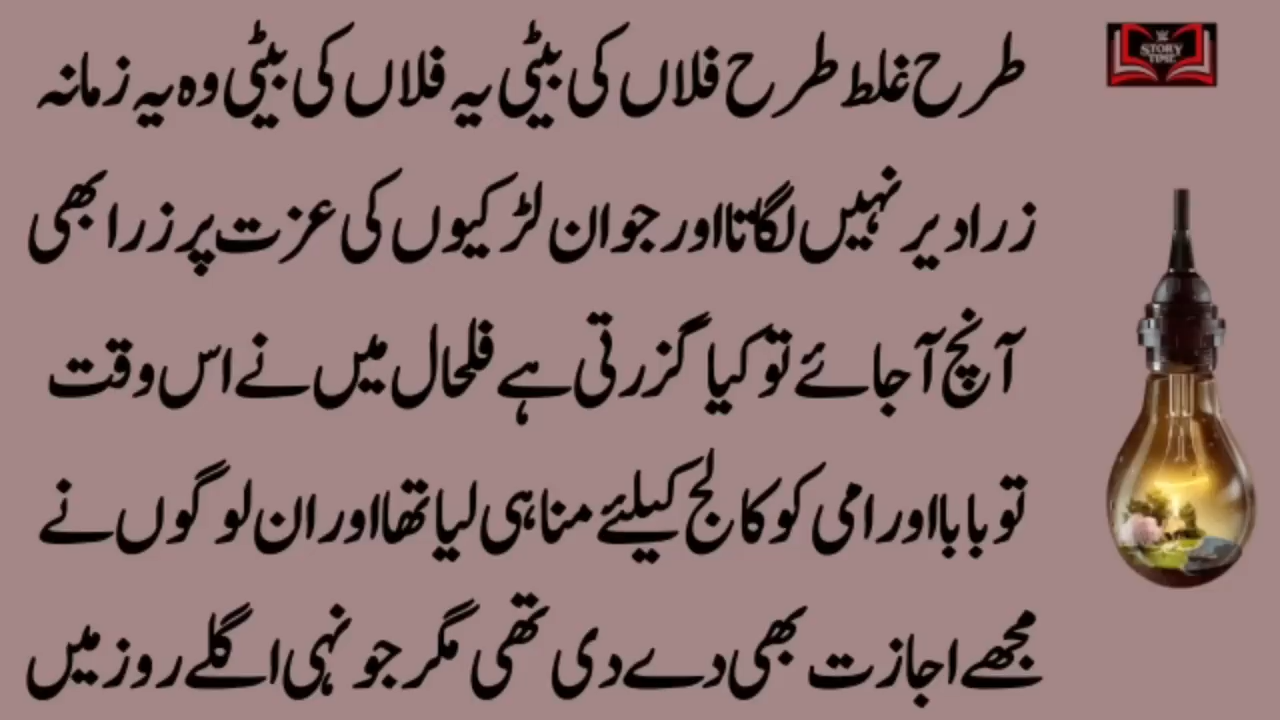 STORY
TIME
طرح غلط طرح فلاں کی بیٹی یہ فلاں کی بیٹی وہ یہ زمانہ
زرا دیر نہیں لگاتا اور جوان لڑکیوں کی عزت پر زرا بھی
آنچ آ جائے تو کیا گزرتی ہے فلحال میں نے اس وقت
تو بابا اور امی کو کالج کیلئے منا ہی لیا تھا اور ان لوگوں نے
مجھے اجازت بھی دے دی تھی مگر جو نہی اگلے روز میں